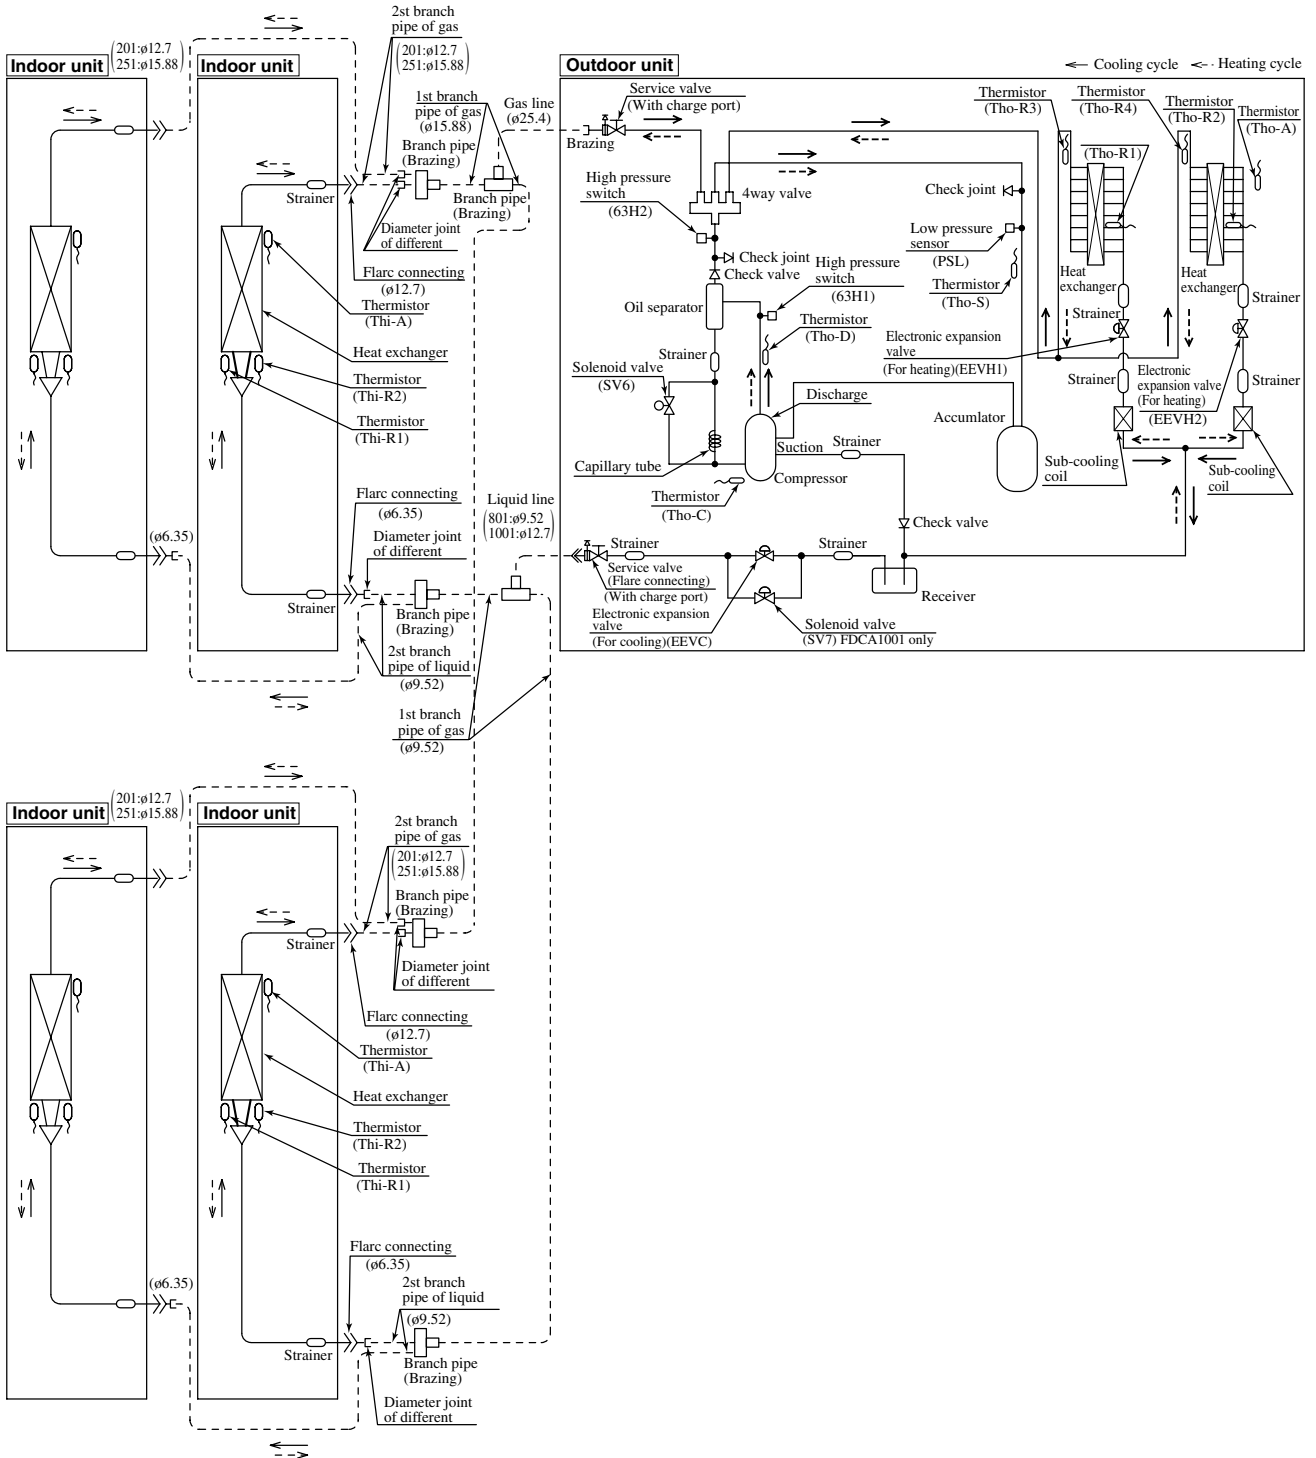 2st branch
pipe of gas
201:ø12.7
251:ø15.88
Indoor unit
201:ø12.7
251:ø15.88
Indoor unit
1st branch
pipe of gas
(ø15.88)
Gas line
(ø25.4)
Branch pipe
(Brazing)
Strainer
Branch pipe
(Brazing)
Diameter joint
of different
Flarc connecting
(ø12.7)
Thermistor
(Thi-A)
Heat exchanger
Thermistor
(Thi-R2)
Thermistor
(Thi-R1)
Flarc connecting
(ø6.35)
Liquid line
801:ø9.52
1001:ø12.7
(ø6.35)
Diameter joint
of different
Strainer
Branch pipe
(Brazing)
2st branch
pipe of liquid
(ø9.52)
1st branch
pipe of gas
(ø9.52)
Outdoor unit
Cooling cycle
Heating cycle
Service valve
(With charge port)
Brazing
Thermistor
(Tho-R3)
Thermistor
(Tho-R4)
Thermistor
(Tho-R2)
Thermistor
(Tho-A)
(Tho-R1)
High pressure
switch
(63H2)
4way valve
Check joint
Low pressure
sensor
(PSL)
Check joint
Check valve
High pressure
switch
(63H1)
Thermistor
(Tho-S)
Heat
exchanger
Heat
exchanger
Oil separator
Thermistor
(Tho-D)
Strainer
Strainer
Strainer
Electronic expansion
valve
(For heating)(EEVH1)
Solenoid valve
(SV6)
Strainer
Electronic
expansion valve
(For heating)
(EEVH2)
Strainer
Discharge
Accumlator
Suction
Strainer
Capillary tube
Compressor
Sub-cooling
coil
Sub-cooling
coil
Thermistor
(Tho-C)
Check valve
Strainer
Strainer
Service valve
(Flare connecting)
(With charge port)
Receiver
Electronic expansion
valve
(For cooling)(EEVC)
Solenoid valve
(SV7) FDCA1001 only
Indoor unit
201:ø12.7
251:ø15.88
Indoor unit
2st branch
pipe of gas
201:ø12.7
251:ø15.88
Branch pipe
(Brazing)
Strainer
Diameter joint
of different
Flarc connecting
(ø12.7)
Thermistor
(Thi-A)
Heat exchanger
Thermistor
(Thi-R2)
Thermistor
(Thi-R1)
Flarc connecting
(ø6.35)
(ø6.35)
2st branch
pipe of liquid
(ø9.52)
Strainer
Branch pipe
(Brazing)
Diameter joint
of different